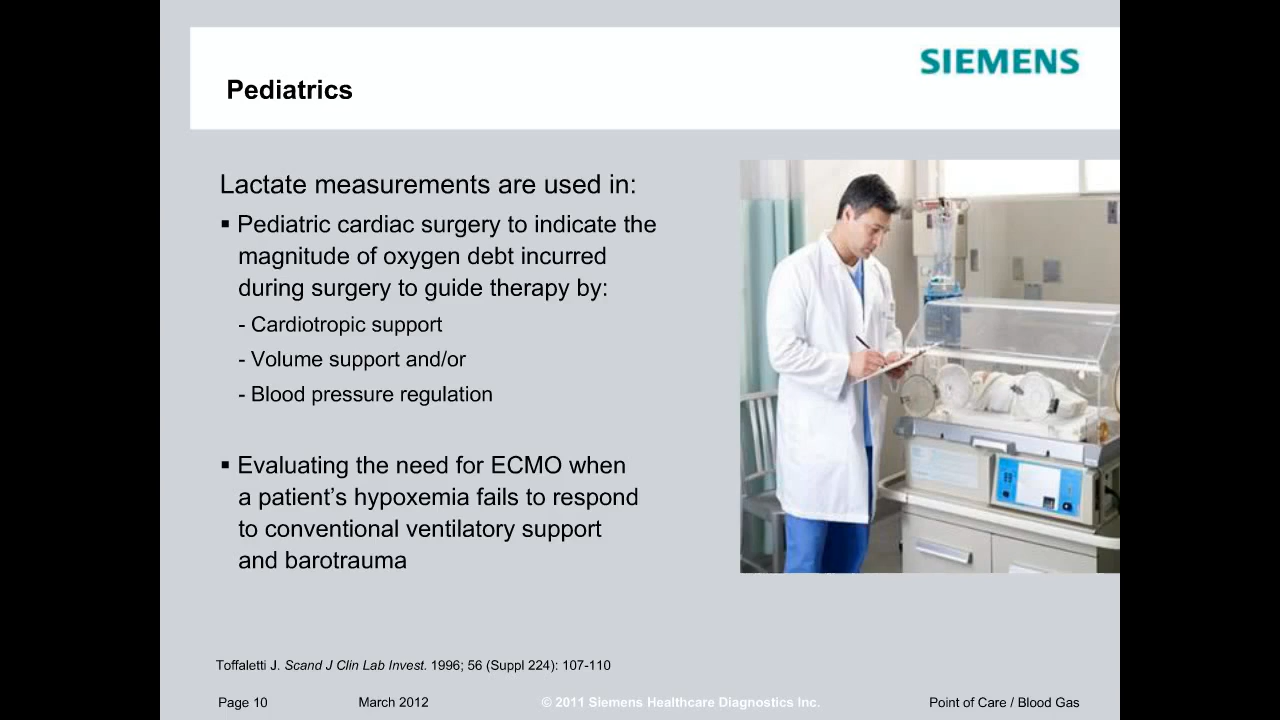 SIEMENS
Pediatrics
Lactate measurements are used in:
▪ Pediatric cardiac surgery to indicate the
magnitude of oxygen debt incurred
during surgery to guide therapy by:
- Cardiotropic support
- Volume support and/or
- Blood pressure regulation
▪ Evaluating the need for ECMO when
a patient’s hypoxemia fails to respond
to conventional ventilatory support
and barotrauma
Toffaletti J. Scand J Clin Lab Invest. 1996; 56 (Suppl 224): 107-110
Page 10 March 2012 © 2011 Siemens Healthcare Diagnostics Inc. Point of Care / Blood Gas